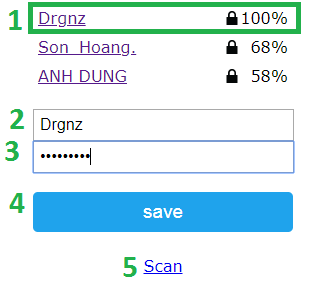 1 Drgnz 100%
Son_Hoang. 68%
ANH DUNG 58%
2 Drgnz
3 •••••••••
4 save
5 Scan